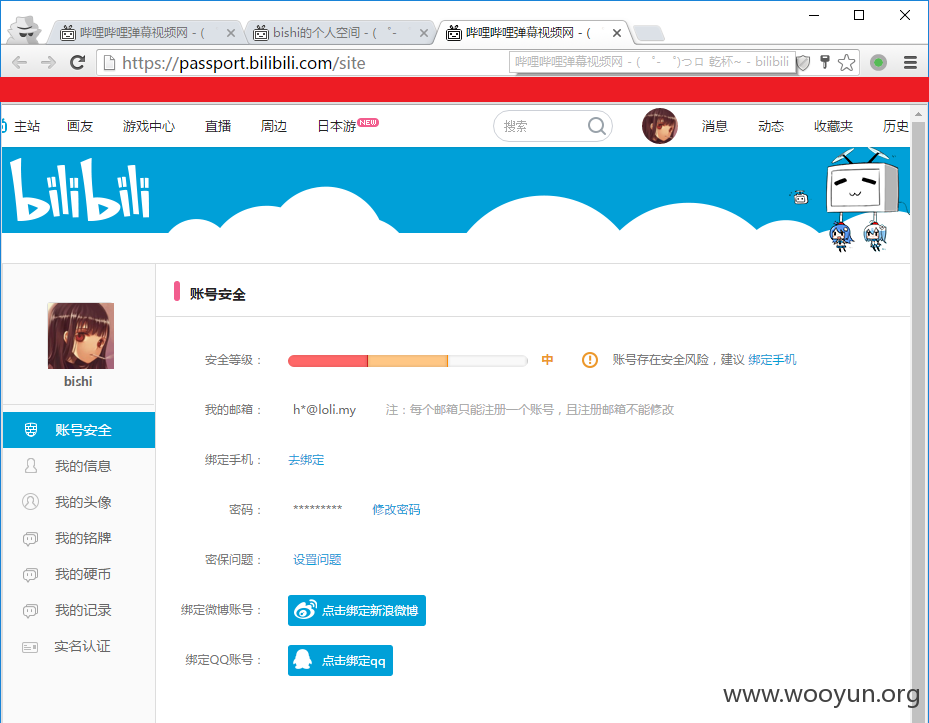 哔哩哔哩弹幕视频网 - (
bishi的个人空间 - ( ゜-
哔哩哔哩弹幕视频网 - (
https://passport.bilibili.com/site
哔哩哔哩弹幕视频网 - ( ゜- ゜)つロ 乾杯~ - bilibili
主站 画友 游戏中心 直播 周边 日本游 NEW 搜索 消息 动态 收藏夹 历史
bilibili
账号安全
安全等级： 中 账号存在安全风险，建议 绑定手机
bishi
我的邮箱： h*@loli.my 注：每个邮箱只能注册一个账号，且注册邮箱不能修改
账号安全
绑定手机： 去绑定
我的信息
我的头像
密码： ********* 修改密码
我的铭牌
密保问题： 设置问题
我的硬币
我的记录
绑定微博账号： 点击绑定新浪微博
实名认证
绑定QQ账号： 点击绑定qq
www.wooyun.org